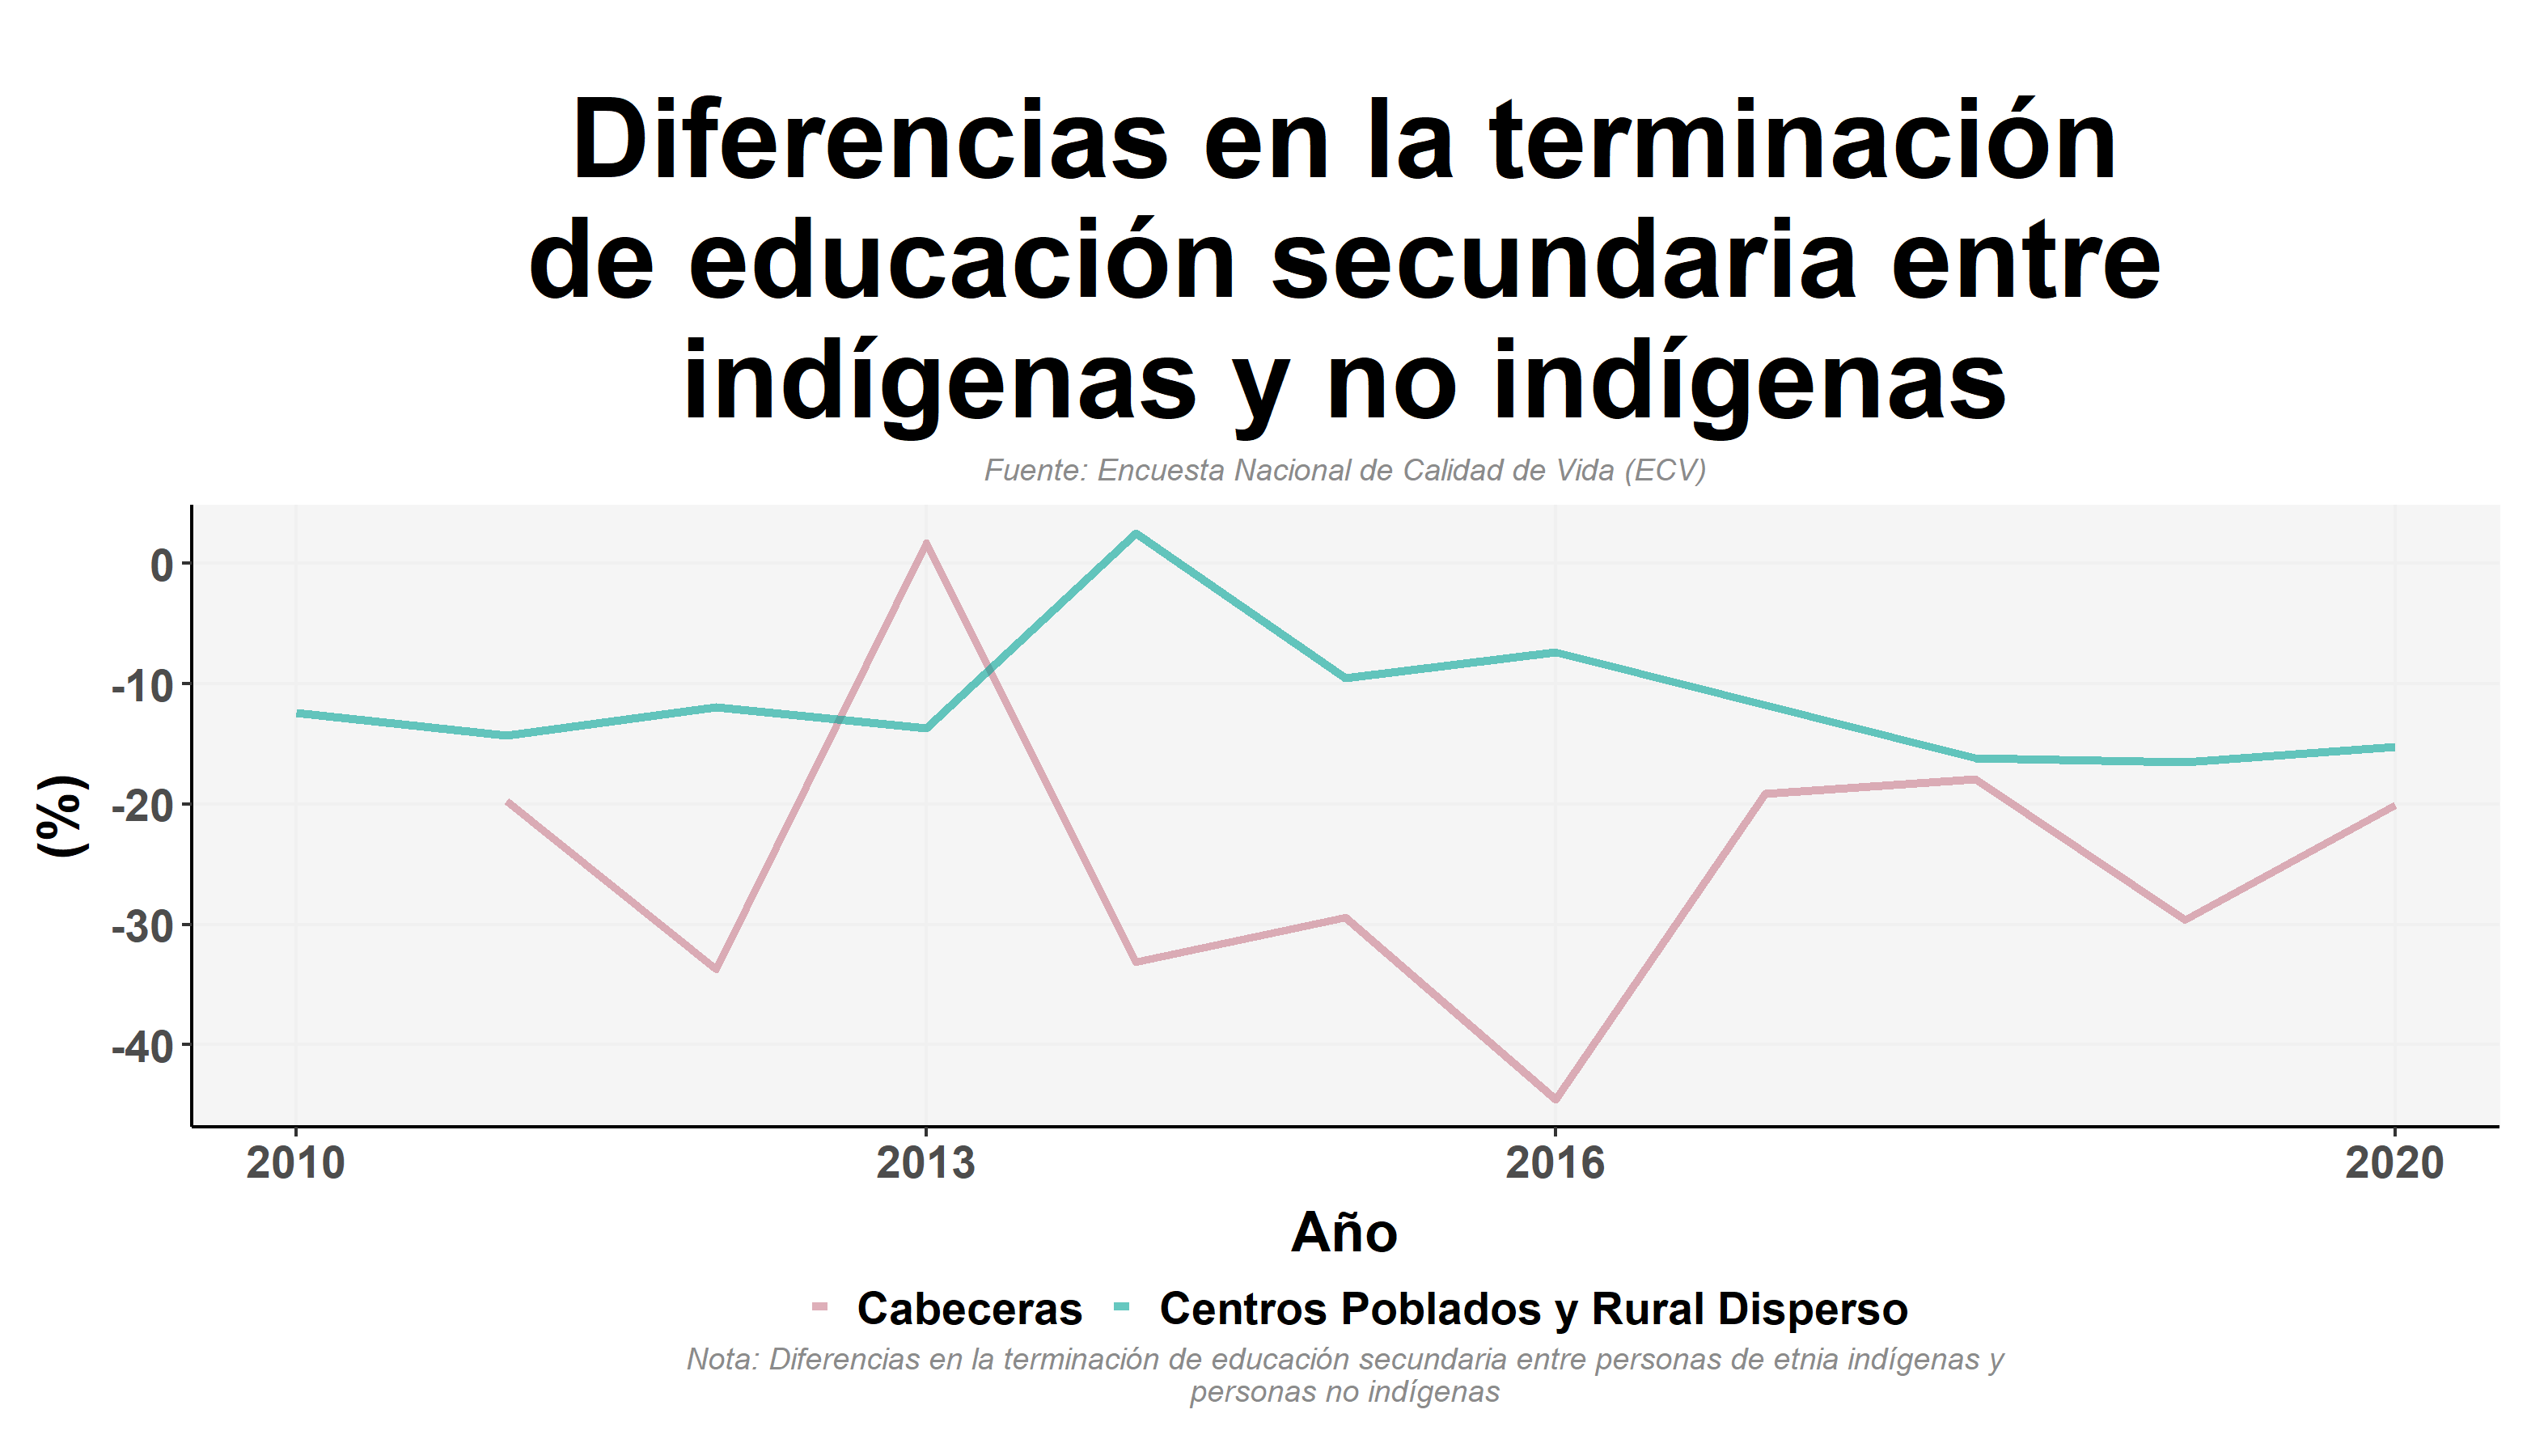 Diferencias en la terminación
de educación secundaria entre
indígenas y no indígenas
Fuente: Encuesta Nacional de Calidad de Vida (ECV)
0
-10
-20
-30
-40
(%)
2010 2013 2016 2020
Año
Cabeceras Centros Poblados y Rural Disperso
Nota: Diferencias en la terminación de educación secundaria entre personas de etnia indígenas y
personas no indígenas